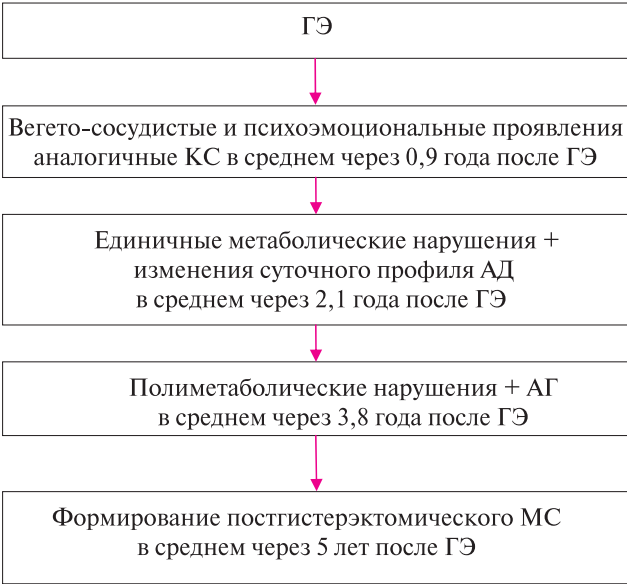 ГЭ
Вегето-сосудистые и психоэмоциональные проявления
аналогичные КС в среднем через 0,9 года после ГЭ
Единичные метаболические нарушения +
изменения суточного профиля АД
в среднем через 2,1 года после ГЭ
Полиметаболические нарушения + АГ
в среднем через 3,8 года после ГЭ
Формирование постгистерэктомического МС
в среднем через 5 лет после ГЭ